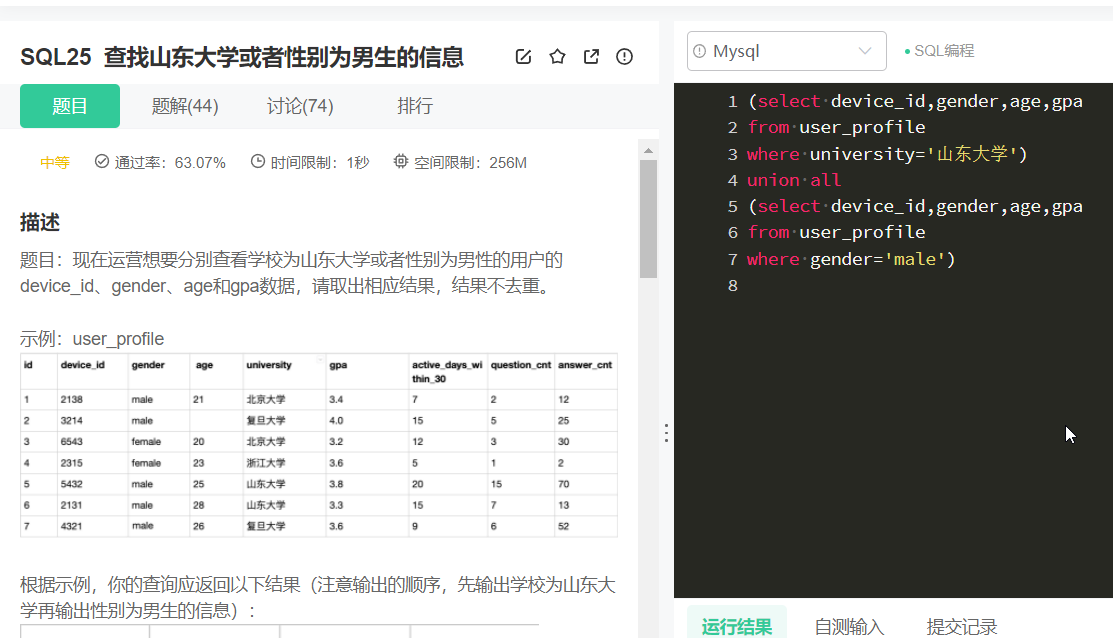 SQL25 查找山东大学或者性别为男生的信息
题目 题解(44) 讨论(74) 排行
中等 通过率：63.07% 时间限制：1秒 空间限制：256M
描述
题目：现在运营想要分别查看学校为山东大学或者性别为男性的用户的
device_id、gender、age和gpa数据，请取出相应结果，结果不去重。
示例：user_profile
id device_id gender age university gpa active_days_wi question_cnt answer_cnt
thin_30
1 2138 male 21 北京大学 3.4 7 2 12
2 3214 male 复旦大学 4.0 15 5 25
3 6543 female 20 北京大学 3.2 12 3 30
4 2315 female 23 浙江大学 3.6 5 1 2
5 5432 male 25 山东大学 3.8 20 15 70
6 2131 male 28 山东大学 3.3 15 7 13
7 4321 male 26 复旦大学 3.6 9 6 52
根据示例，你的查询应返回以下结果（注意输出的顺序，先输出学校为山东大
学再输出性别为男生的信息）：
Mysql SQL编程
1 (select device_id,gender,age,gpa
2 from user_profile
3 where university='山东大学')
4 union all
5 (select device_id,gender,age,gpa
6 from user_profile
7 where gender='male')
8
运行结果 自测输入 提交记录